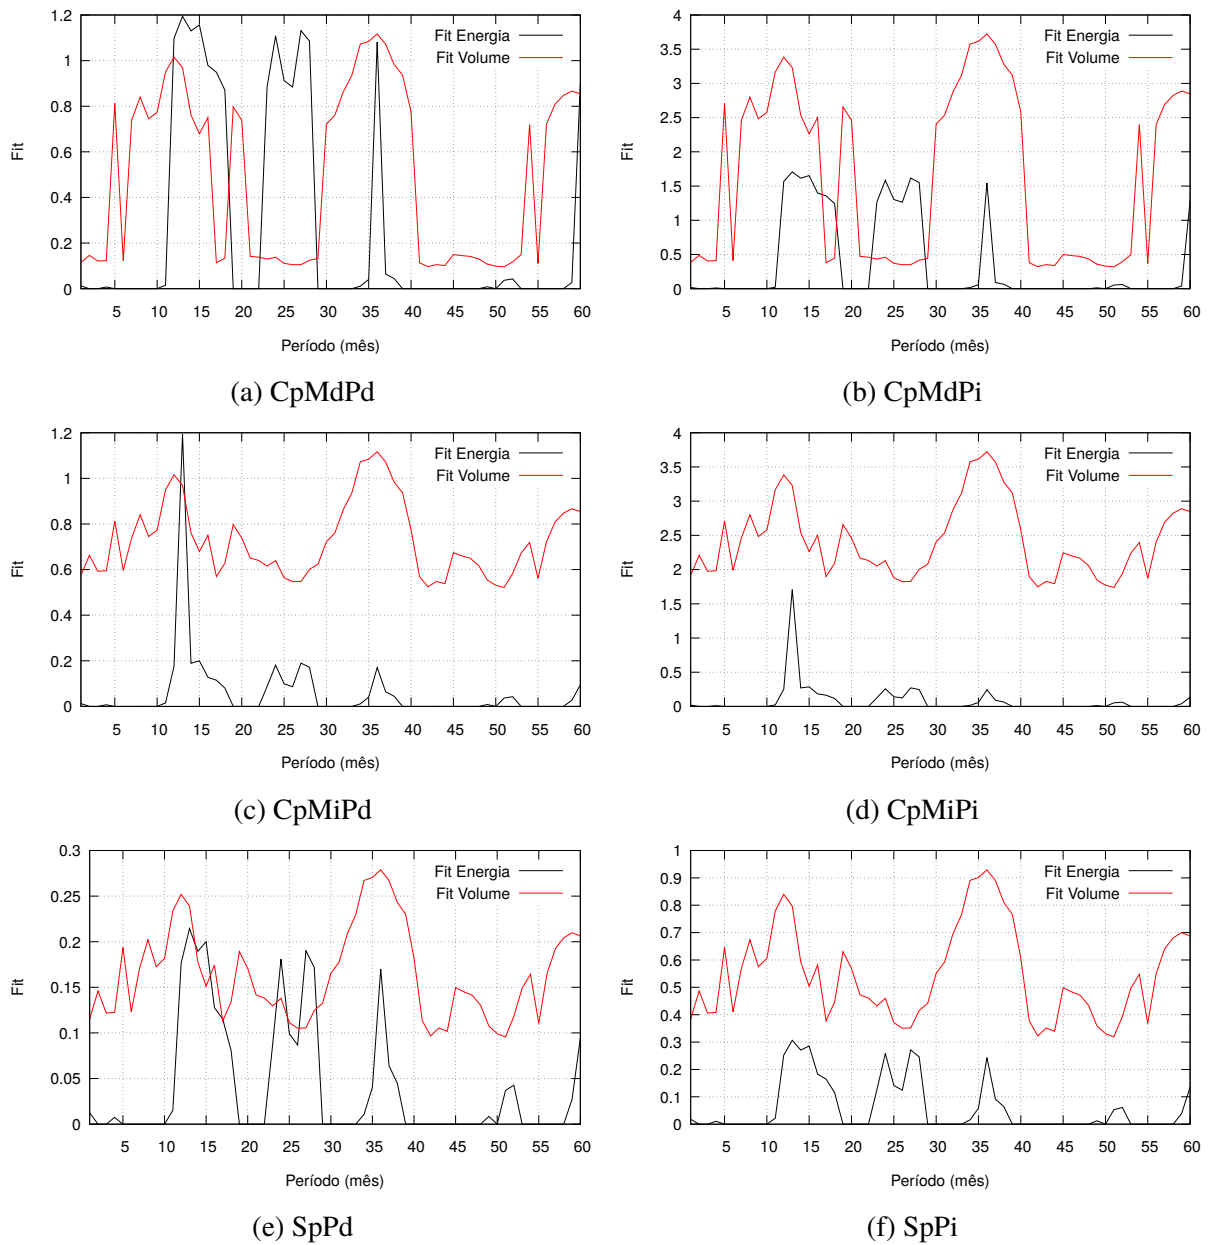 1.2
1
0.8
0.6
0.4
0.2
0
Fit
Fit Energia
Fit Volume
5 10 15 20 25 30 35 40 45 50 55 60
Período (mês)
(a) CpMdPd
4
3.5
3
2.5
2
1.5
1
0.5
0
Fit
Fit Energia
Fit Volume
5 10 15 20 25 30 35 40 45 50 55 60
Período (mês)
(b) CpMdPi
1.2
1
0.8
0.6
0.4
0.2
0
Fit
Fit Energia
Fit Volume
5 10 15 20 25 30 35 40 45 50 55 60
Período (mês)
(c) CpMiPd
4
3.5
3
2.5
2
1.5
1
0.5
0
Fit
Fit Energia
Fit Volume
5 10 15 20 25 30 35 40 45 50 55 60
Período (mês)
(d) CpMiPi
0.3
0.25
0.2
0.15
0.1
0.05
0
Fit
Fit Energia
Fit Volume
5 10 15 20 25 30 35 40 45 50 55 60
Período (mês)
(e) SpPd
1
0.9
0.8
0.7
0.6
0.5
0.4
0.3
0.2
0.1
0
Fit
Fit Energia
Fit Volume
5 10 15 20 25 30 35 40 45 50 55 60
Período (mês)
(f) SpPi